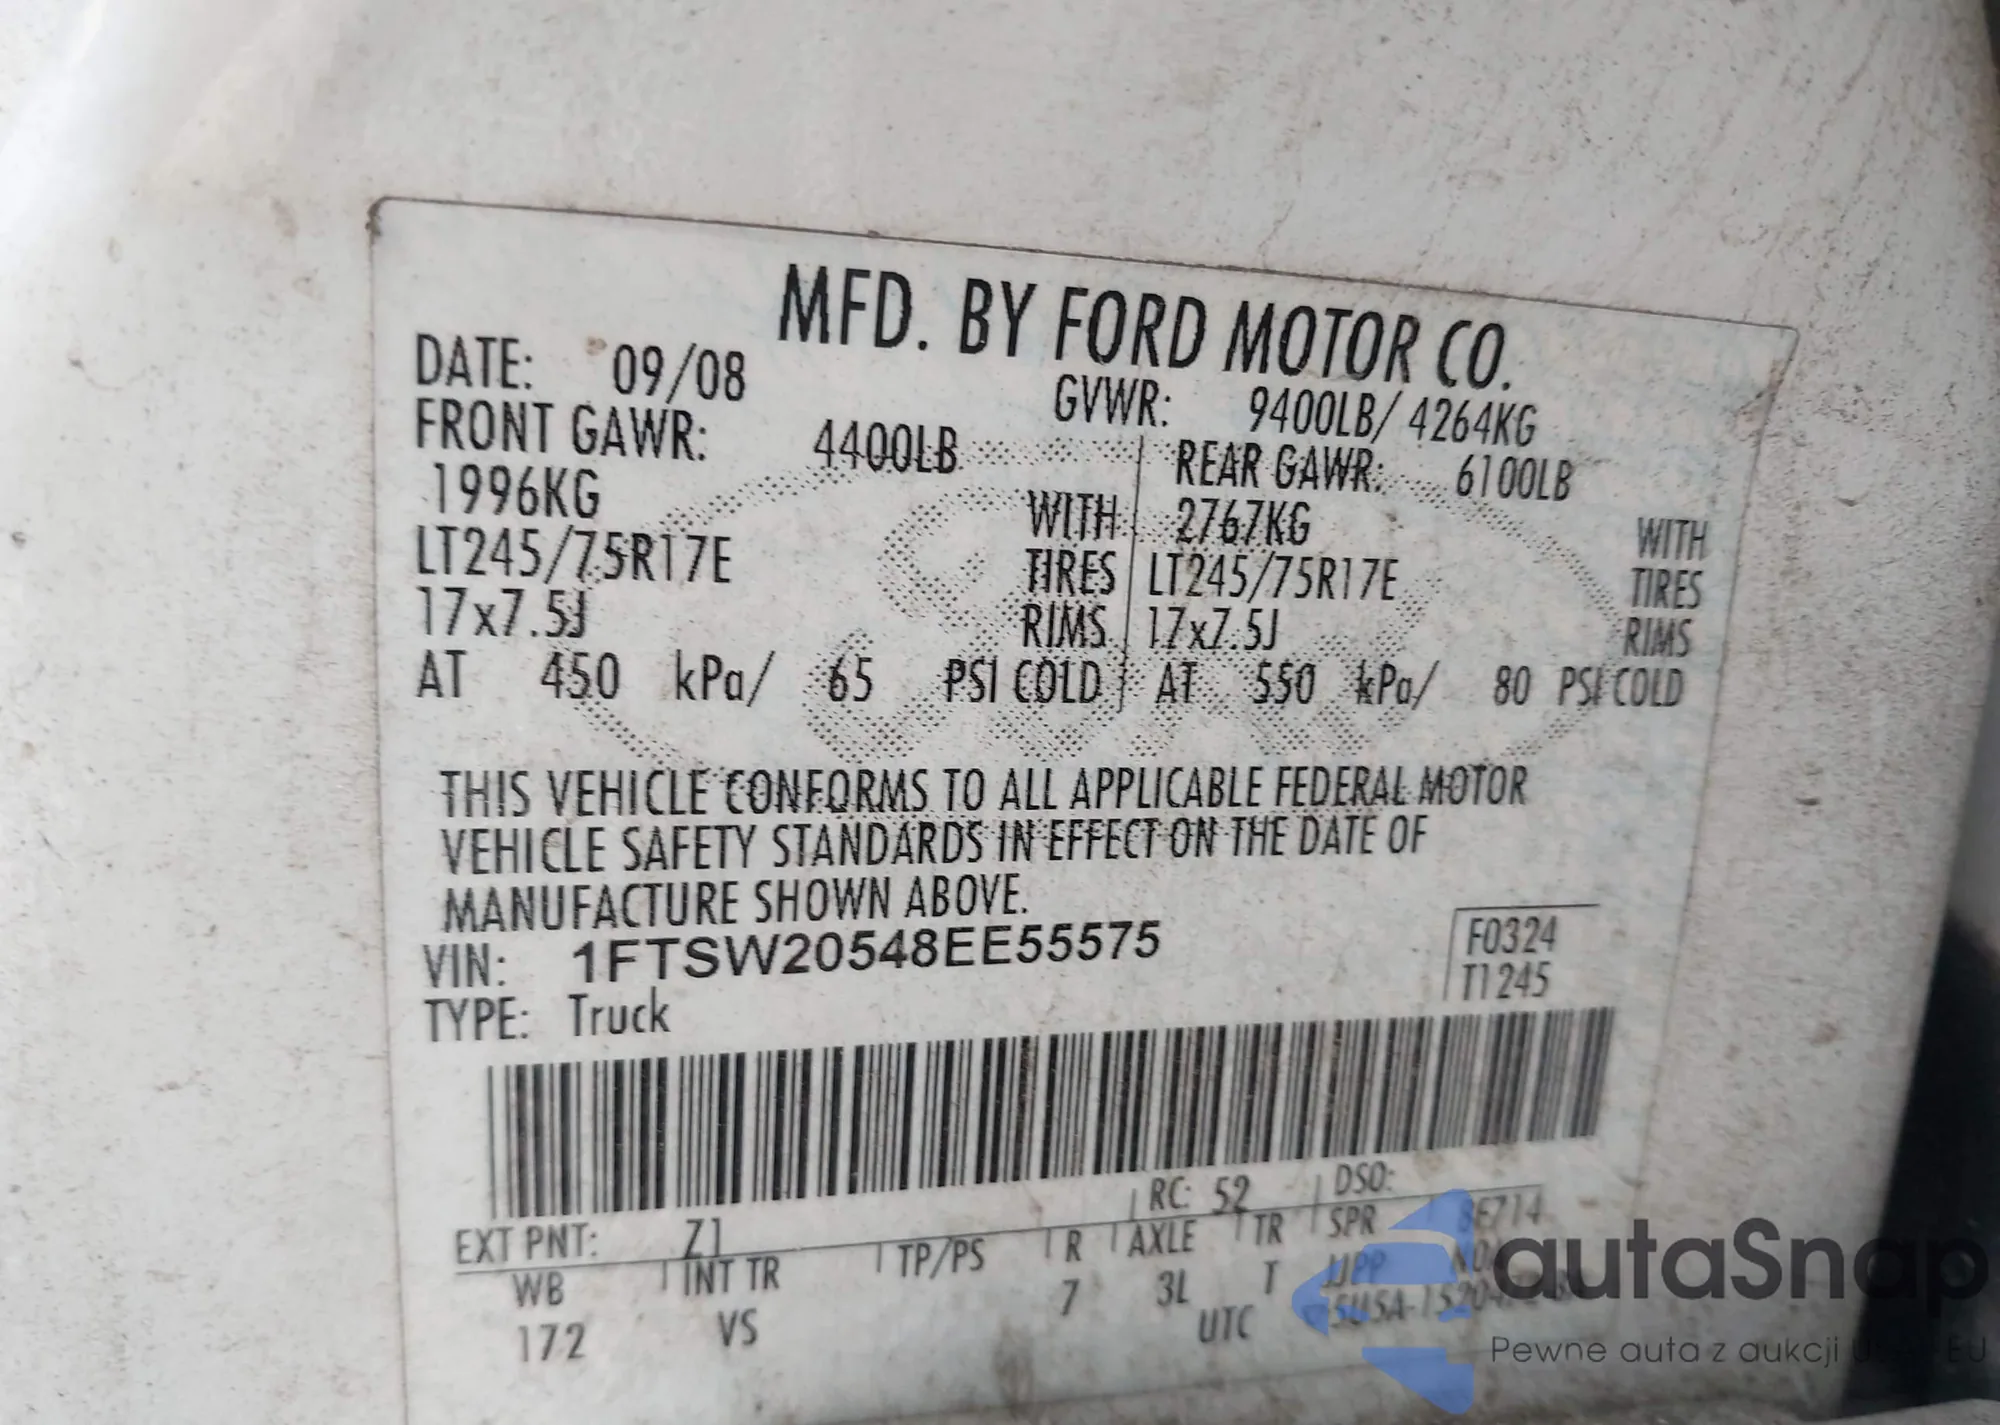 MFD. BY FORD MOTOR CO.
DATE: 09/08 GVWR: 9400LB/ 4264KG
FRONT GAWR: 4400LB REAR GAWR: 6100LB
1996KG WITH 2767KG WITH
LT245/75R17E TIRES LT245/75R17E TIRES
17x7.5J RIMS 17x7.5J RIMS
AT 450 kPa/ 65 PSI COLD AT 550 kPa/ 80 PSI COLD
THIS VEHICLE CONFORMS TO ALL APPLICABLE FEDERAL MOTOR
VEHICLE SAFETY STANDARDS IN EFFECT ON THE DATE OF
MANUFACTURE SHOWN ABOVE.
VIN: 1FTSW20548EE55575
F0324
T1245
TYPE: Truck
EXT PNT: Z1 RC: 52 DSO:
WB INT TR TP/PS R AXLE TR SPR
172 VS 7 3L T JJPP
UTC
autaSnap
Pewne auta z aukcji EU